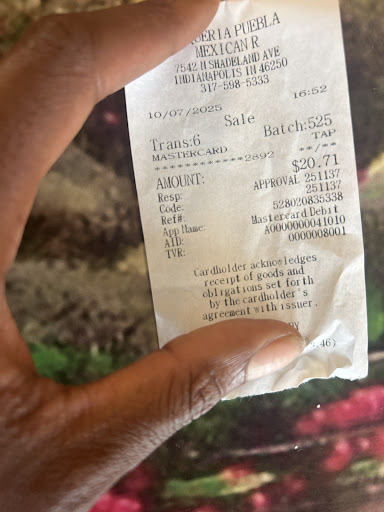 PUEBLA
MEXICAN R
7542 N SHADELAND AVE
INDIANAPOLIS IN 46250
317-598-5333
10/07/2025 16:52
Sale
Trans:6 Batch:525
MASTERCARD TAP
************2892 **/**
AMOUNT: $20.71
Resp: APPROVAL 251137
Code: 251137
Ref#: 528020835338
App Name: Mastercard Debit
AID: A0000000041010
TVR: 0000008001
Cardholder acknowledges
receipt of goods and
obligations set forth
by the cardholder's
agreement with issuer.